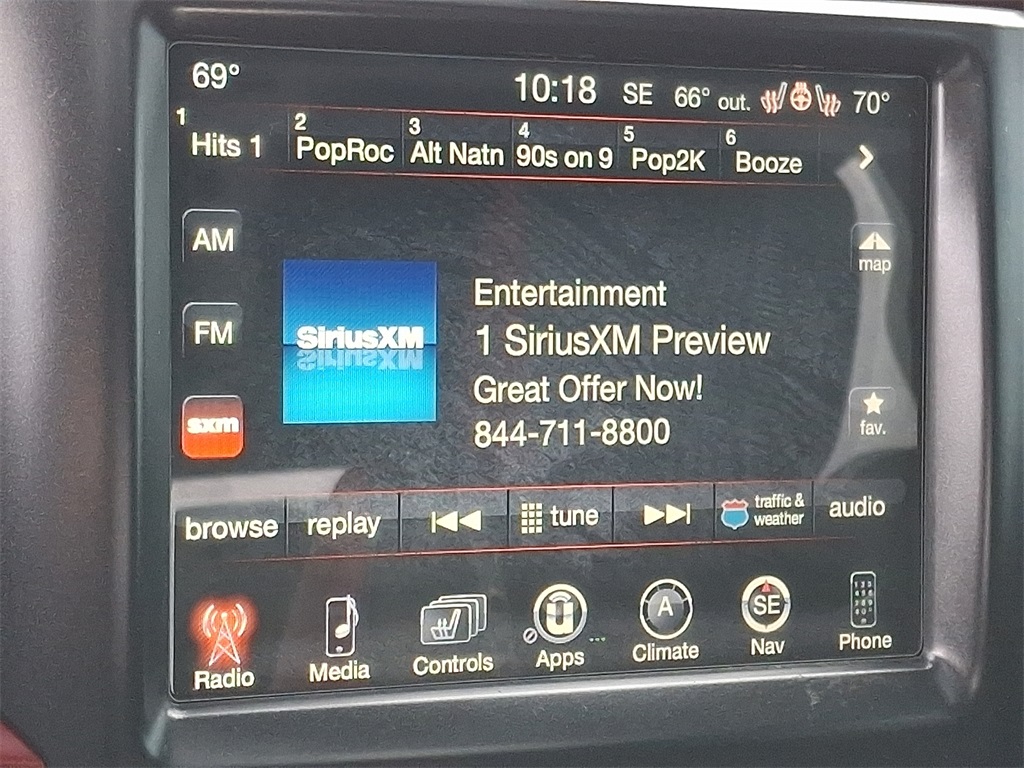 69° 10:18 SE 66° out. 70°
1 Hits 1 2 PopRoc 3 Alt Natn 4 90s on 9 5 Pop2K 6 Booze
AM
map
Entertainment
FM
SiriusXM
1 SiriusXM Preview
Great Offer Now!
sxm
fav.
844-711-8800
browse replay tune traffic & weather audio
A SE
Radio Media Controls Apps Climate Nav Phone